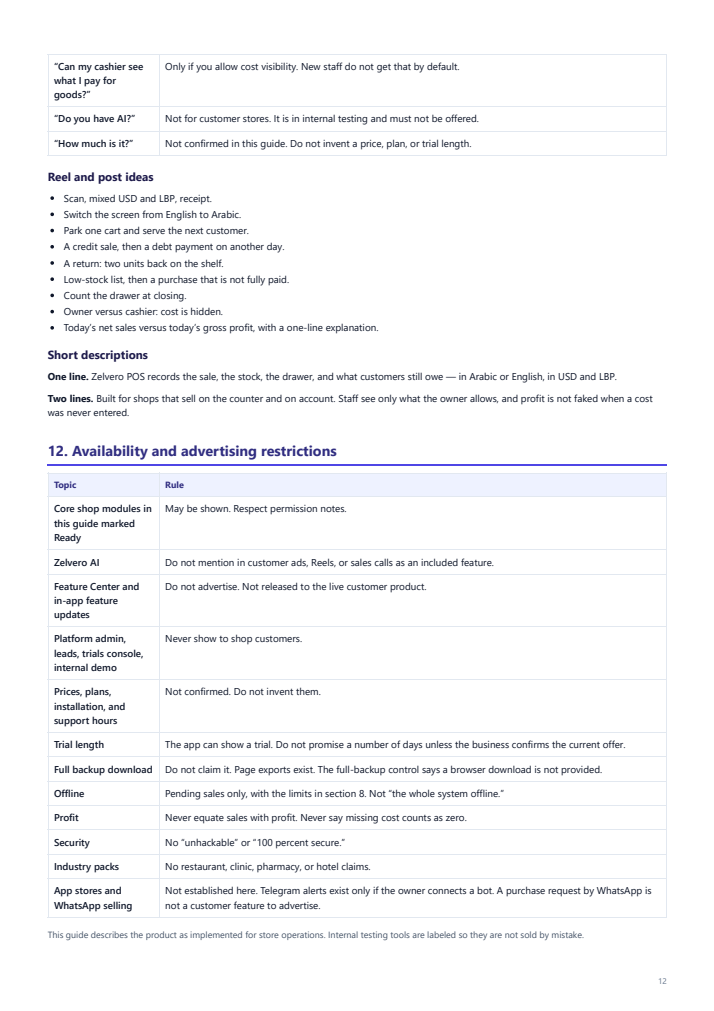 “Can my cashier see
what I pay for
goods?”
Only if you allow cost visibility. New staff do not get that by default.
“Do you have AI?”
Not for customer stores. It is in internal testing and must not be offered.
“How much is it?”
Not confirmed in this guide. Do not invent a price, plan, or trial length.
Reel and post ideas
• Scan, mixed USD and LBP, receipt.
• Switch the screen from English to Arabic.
• Park one cart and serve the next customer.
• A credit sale, then a debt payment on another day.
• A return: two units back on the shelf.
• Low-stock list, then a purchase that is not fully paid.
• Count the drawer at closing.
• Owner versus cashier: cost is hidden.
• Today’s net sales versus today’s gross profit, with a one-line explanation.
Short descriptions
One line. Zelvero POS records the sale, the stock, the drawer, and what customers still owe — in Arabic or English, in USD and LBP.
Two lines. Built for shops that sell on the counter and on account. Staff see only what the owner allows, and profit is not faked when a cost
was never entered.
12. Availability and advertising restrictions
Topic
Rule
Core shop modules in
this guide marked
Ready
May be shown. Respect permission notes.
Zelvero AI
Do not mention in customer ads, Reels, or sales calls as an included feature.
Feature Center and
in-app feature
updates
Do not advertise. Not released to the live customer product.
Platform admin,
leads, trials console,
internal demo
Never show to shop customers.
Prices, plans,
installation, and
support hours
Not confirmed. Do not invent them.
Trial length
The app can show a trial. Do not promise a number of days unless the business confirms the current offer.
Full backup download
Do not claim it. Page exports exist. The full-backup control says a browser download is not provided.
Offline
Pending sales only, with the limits in section 8. Not “the whole system offline.”
Profit
Never equate sales with profit. Never say missing cost counts as zero.
Security
No “unhackable” or “100 percent secure.”
Industry packs
No restaurant, clinic, pharmacy, or hotel claims.
App stores and
WhatsApp selling
Not established here. Telegram alerts exist only if the owner connects a bot. A purchase request by WhatsApp is
not a customer feature to advertise.
This guide describes the product as implemented for store operations. Internal testing tools are labeled so they are not sold by mistake.
12